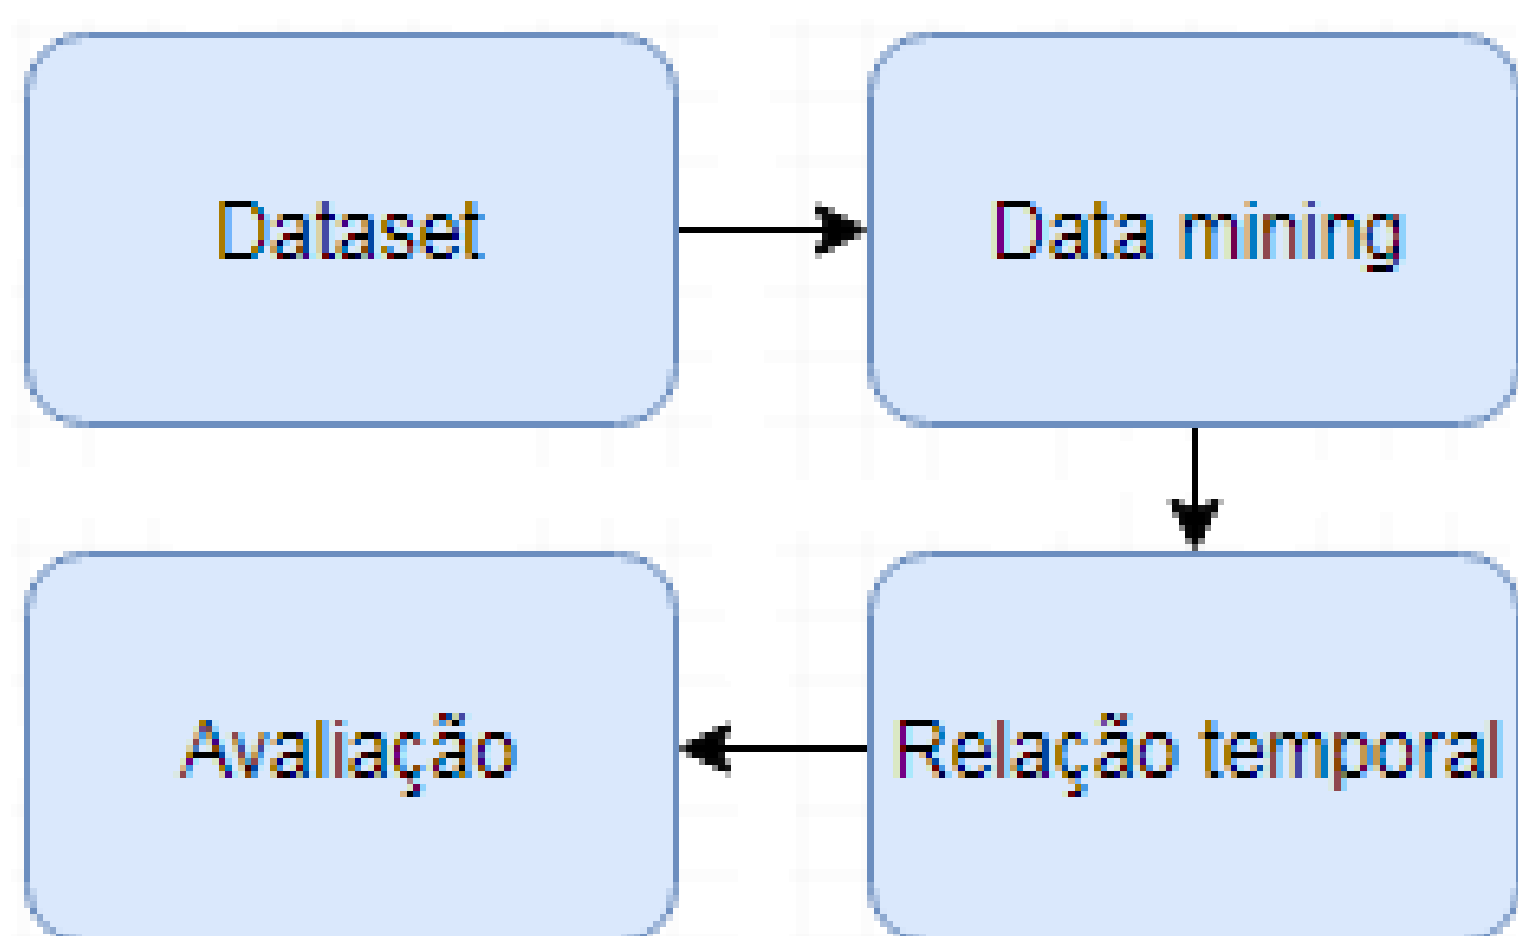 Dataset
Data mining
Avaliação
Relação temporal